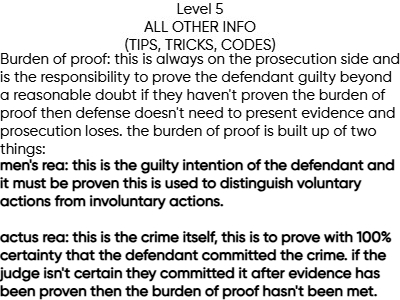 Level 5
ALL OTHER INFO
(TIPS, TRICKS, CODES)
Burden of proof: this is always on the prosecution side and
is the responsibility to prove the defendant guilty beyond
a reasonable doubt if they haven't proven the burden of
proof then defense doesn't need to present evidence and
prosecution loses. the burden of proof is built up of two
things:
men's rea: this is the guilty intention of the defendant and
it must be proven this is used to distinguish voluntary
actions from involuntary actions.
actus rea: this is the crime itself, this is to prove with 100%
certainty that the defendant committed the crime. if the
judge isn't certain they committed it after evidence has
been proven then the burden of proof hasn't been met.